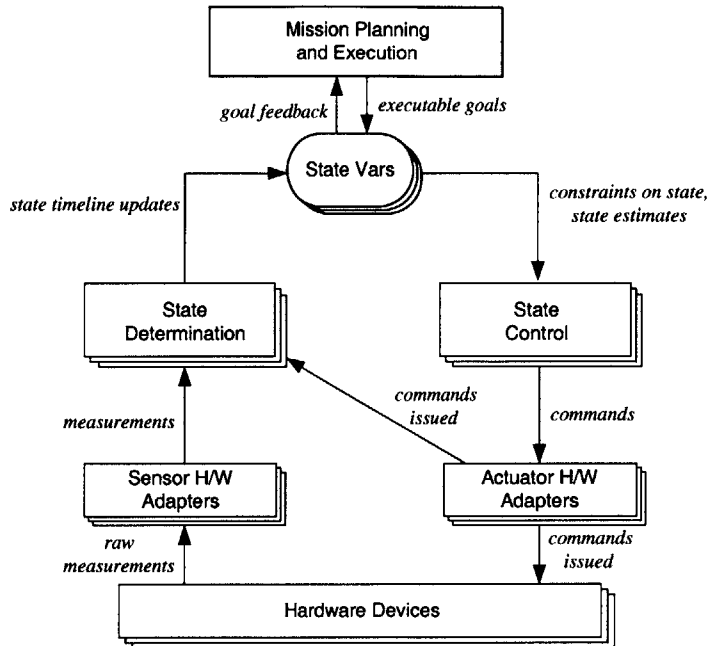 Mission Planning
and Execution
goal feedback
executable goals
State Vars
state timeline updates
constraints on state,
state estimates
State
Determination
State
Control
commands
issued
measurements
commands
Sensor H/W
Adapters
Actuator H/W
Adapters
raw
measurements
commands
issued
Hardware Devices